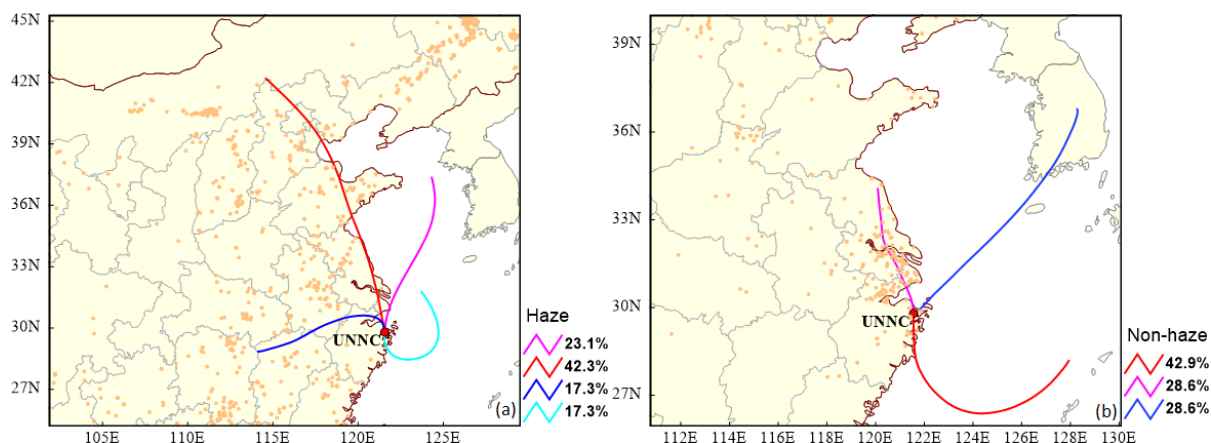 45N
42N
39N
36N
33N
30N
27N
105E
110E
115E
120E
125E
UNNC
(a)
Haze
23.1%
42.3%
17.3%
17.3%
39N
36N
33N
30N
27N
112E
114E
116E
118E
120E
122E
124E
126E
128E
130E
UNNC
(b)
Non-haze
42.9%
28.6%
28.6%